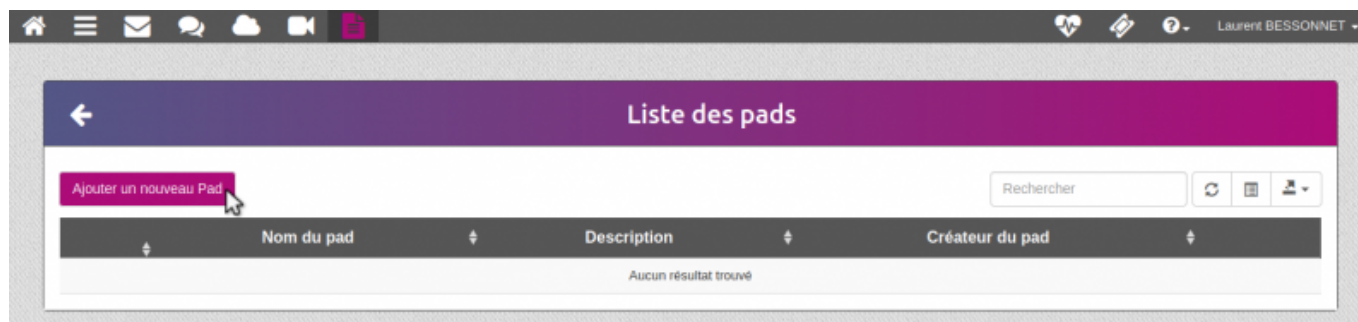 Laurent BESSONNET
Liste des pads
Ajouter un nouveau Pad
Rechercher
Nom du pad Description Créateur du pad
Aucun résultat trouvé